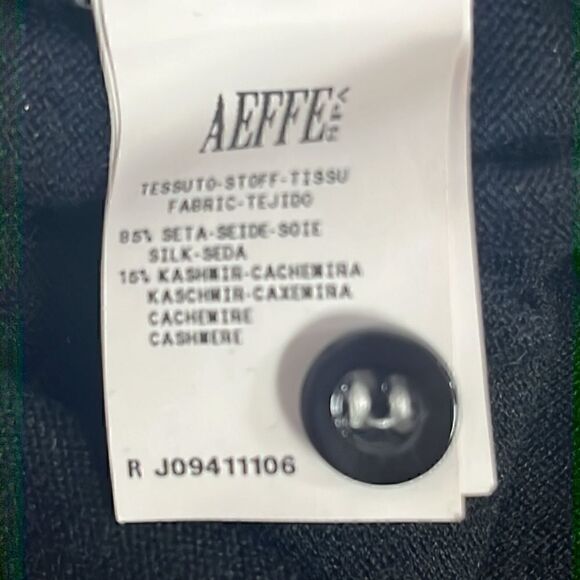 AEFFE SPA
TESSUTO-STOFF-TISSU
FABRIC-TEJIDO
85% SETA-SEIDE-SOIE
SILK-SEDA
15% KASHMIR-CACHEMIRA
KASCHMIR-CAXEMIRA
CACHEMIRE
CASHMERE
R J09411106